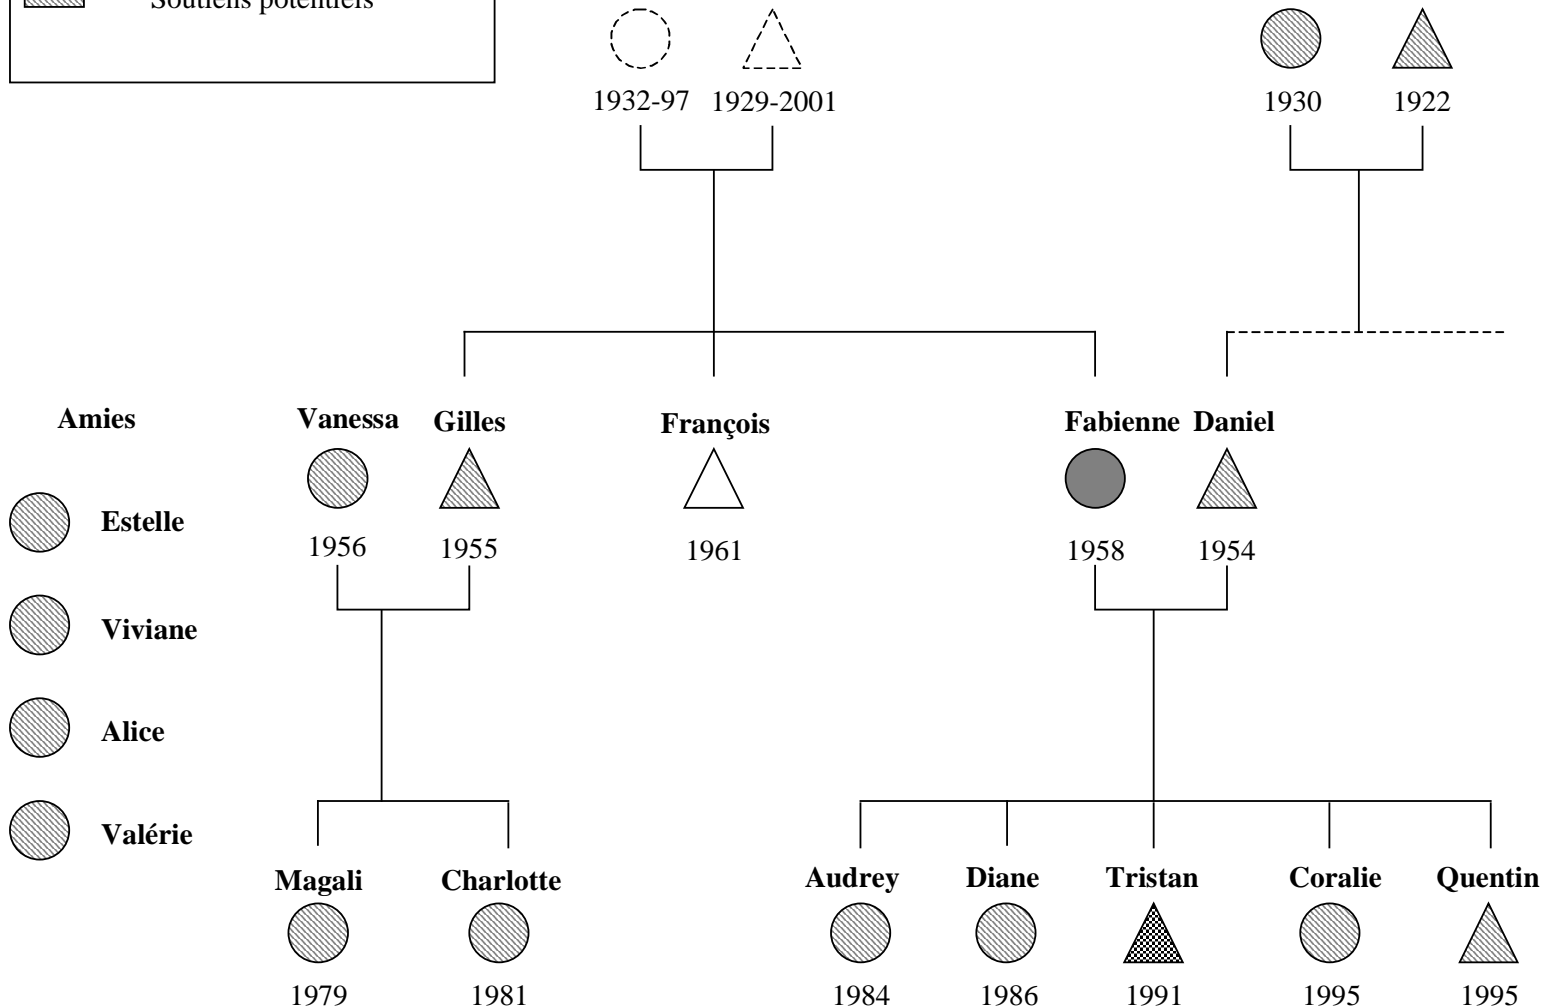 Soutiens potentiels
1932-97 1929-2001 1930 1922
Amies Vanessa Gilles François Fabienne Daniel
Estelle
1956 1955 1961 1958 1954
Viviane
Alice
Valérie
Magali Charlotte Audrey Diane Tristan Coralie Quentin
1979 1981 1984 1986 1991 1995 1995